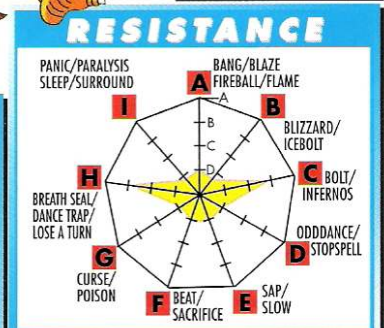 RESISTANCE
PANIC/PARALYSIS
SLEEP/SURROUND
BANG/BLAZE
FIREBALL/FLAME
A
A
I
B
B
BLIZZARD/
ICEBOLT
C
D
H
C
BOLT/
INFERNOS
BREATH SEAL/
DANCE TRAP/
LOSE A TURN
D
ODDDANCE/
STOPSPELL
G
CURSE/
POISON
F
BEAT/
SACRIFICE
E
SAP/
SLOW